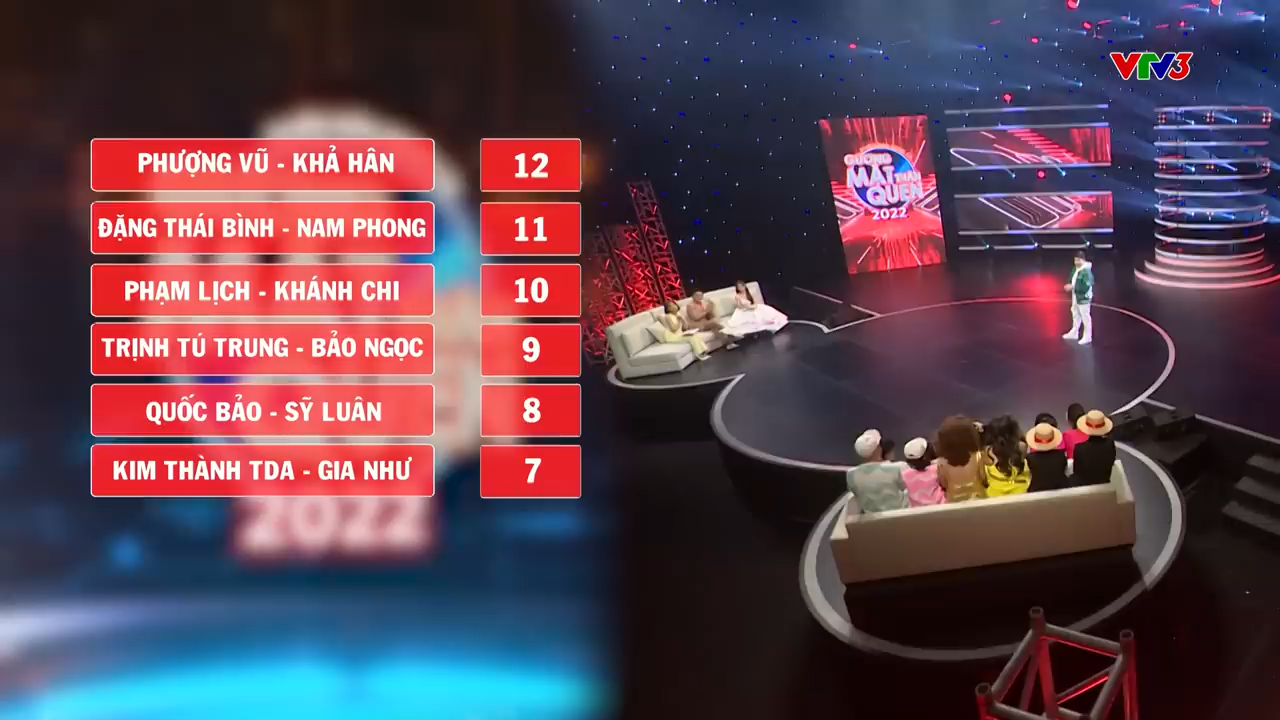 VTV3
PHƯỢNG VŨ - KHẢ HÂN 12
ĐẶNG THÁI BÌNH - NAM PHONG 11
PHẠM LỊCH - KHÁNH CHI 10
TRỊNH TÚ TRUNG - BẢO NGỌC 9
QUỐC BẢO - SỸ LUÂN 8
KIM THÀNH TDA - GIA NHƯ 7
2022
GƯƠNG
MẶT THÂN
QUEN
2022